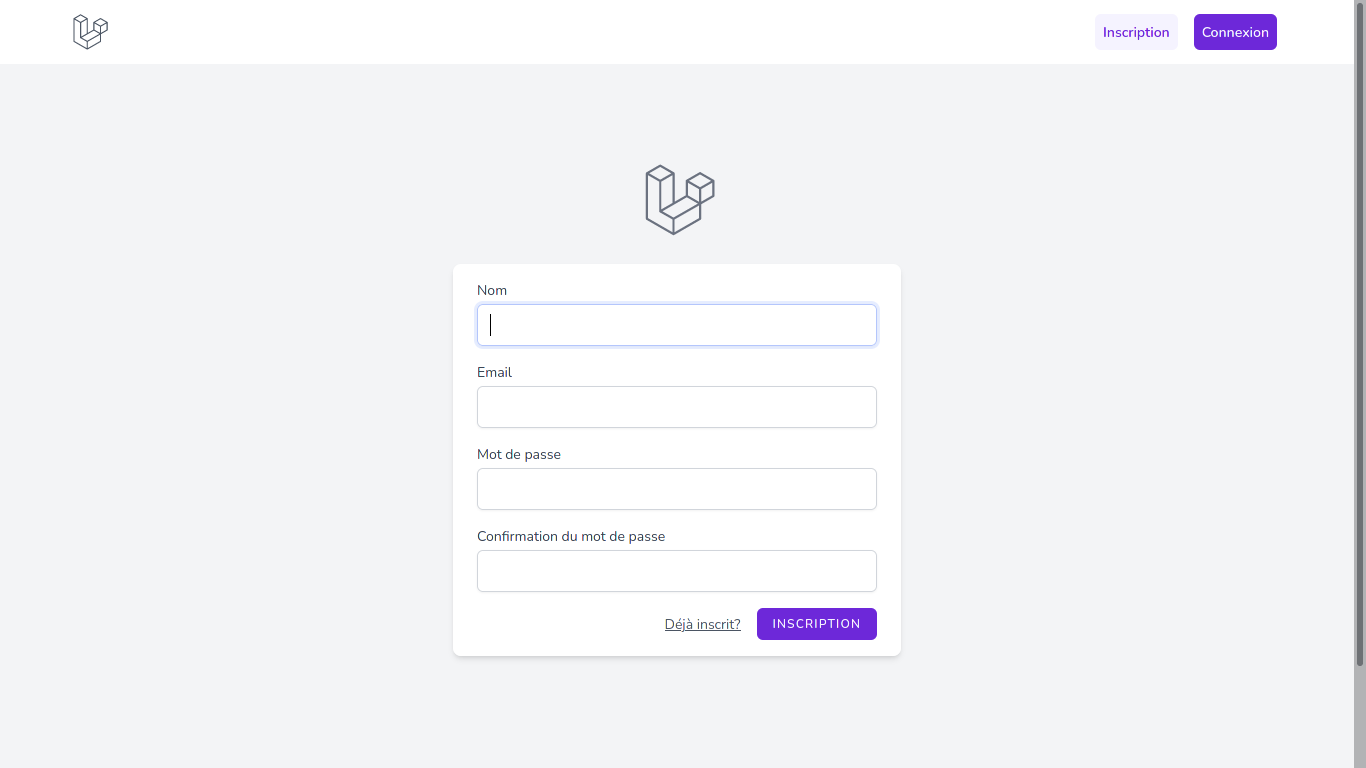 Inscription Connexion
Nom
Email
Mot de passe
Confirmation du mot de passe
Déjà inscrit? INSCRIPTION